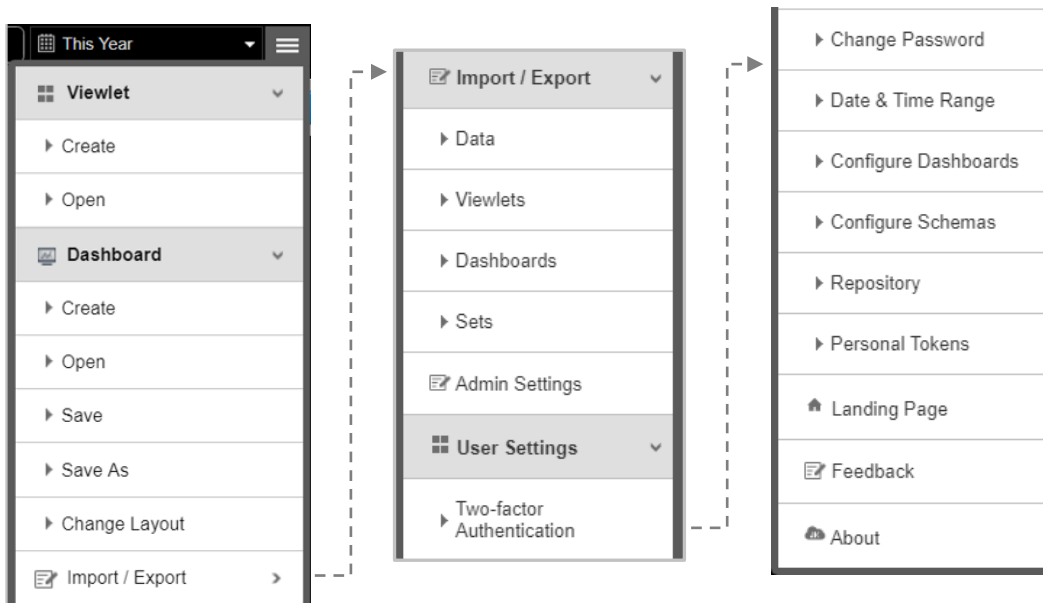 This Year
Viewlet
Create
Open
Dashboard
Create
Open
Save
Save As
Change Layout
Import / Export
Import / Export
Data
Viewlets
Dashboards
Sets
Admin Settings
User Settings
Two-factor
Authentication
Change Password
Date & Time Range
Configure Dashboards
Configure Schemas
Repository
Personal Tokens
Landing Page
Feedback
About